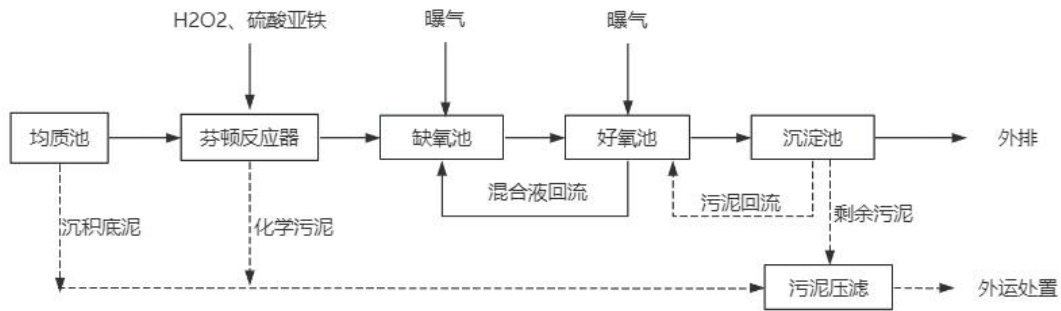 H2O2、硫酸亚铁
曝气
曝气
均质池
芬顿反应器
缺氧池
好氧池
沉淀池
外排
混合液回流
污泥回流
沉积底泥
化学污泥
剩余污泥
污泥压滤
外运处置